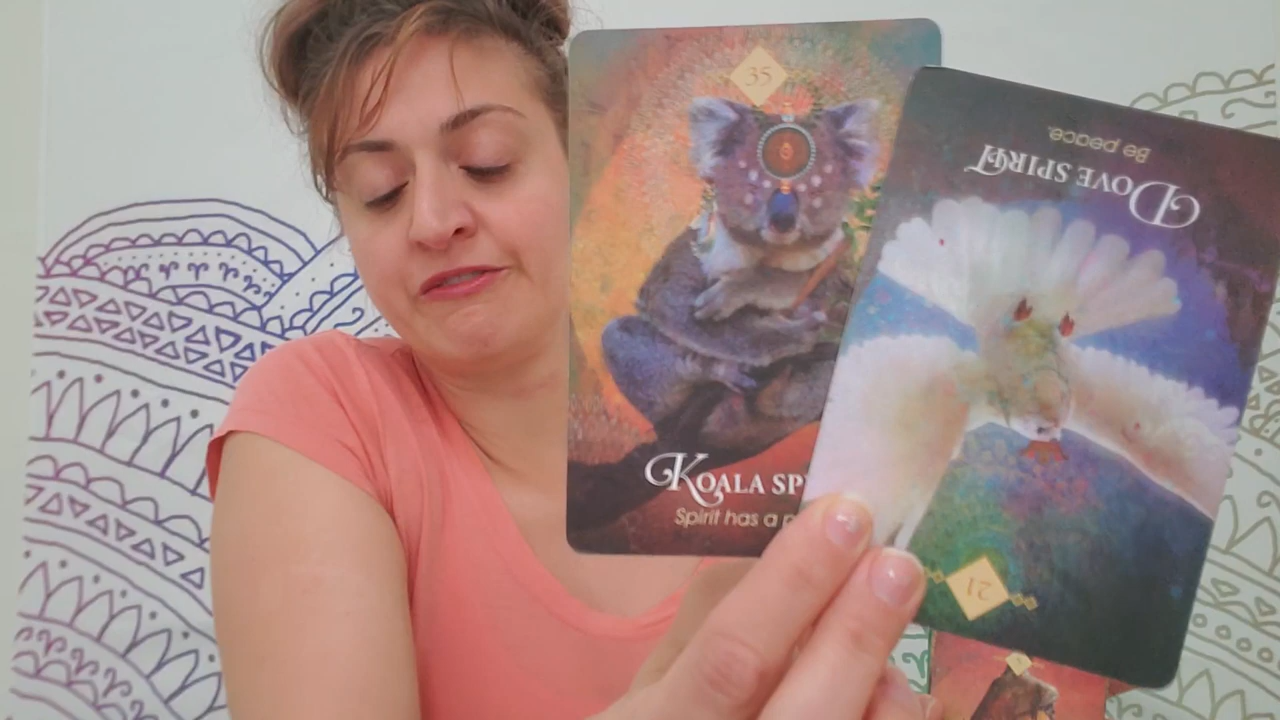 35
KOALA SP
Spirit has a p
DOVE SPIRIT
Be peace.
21